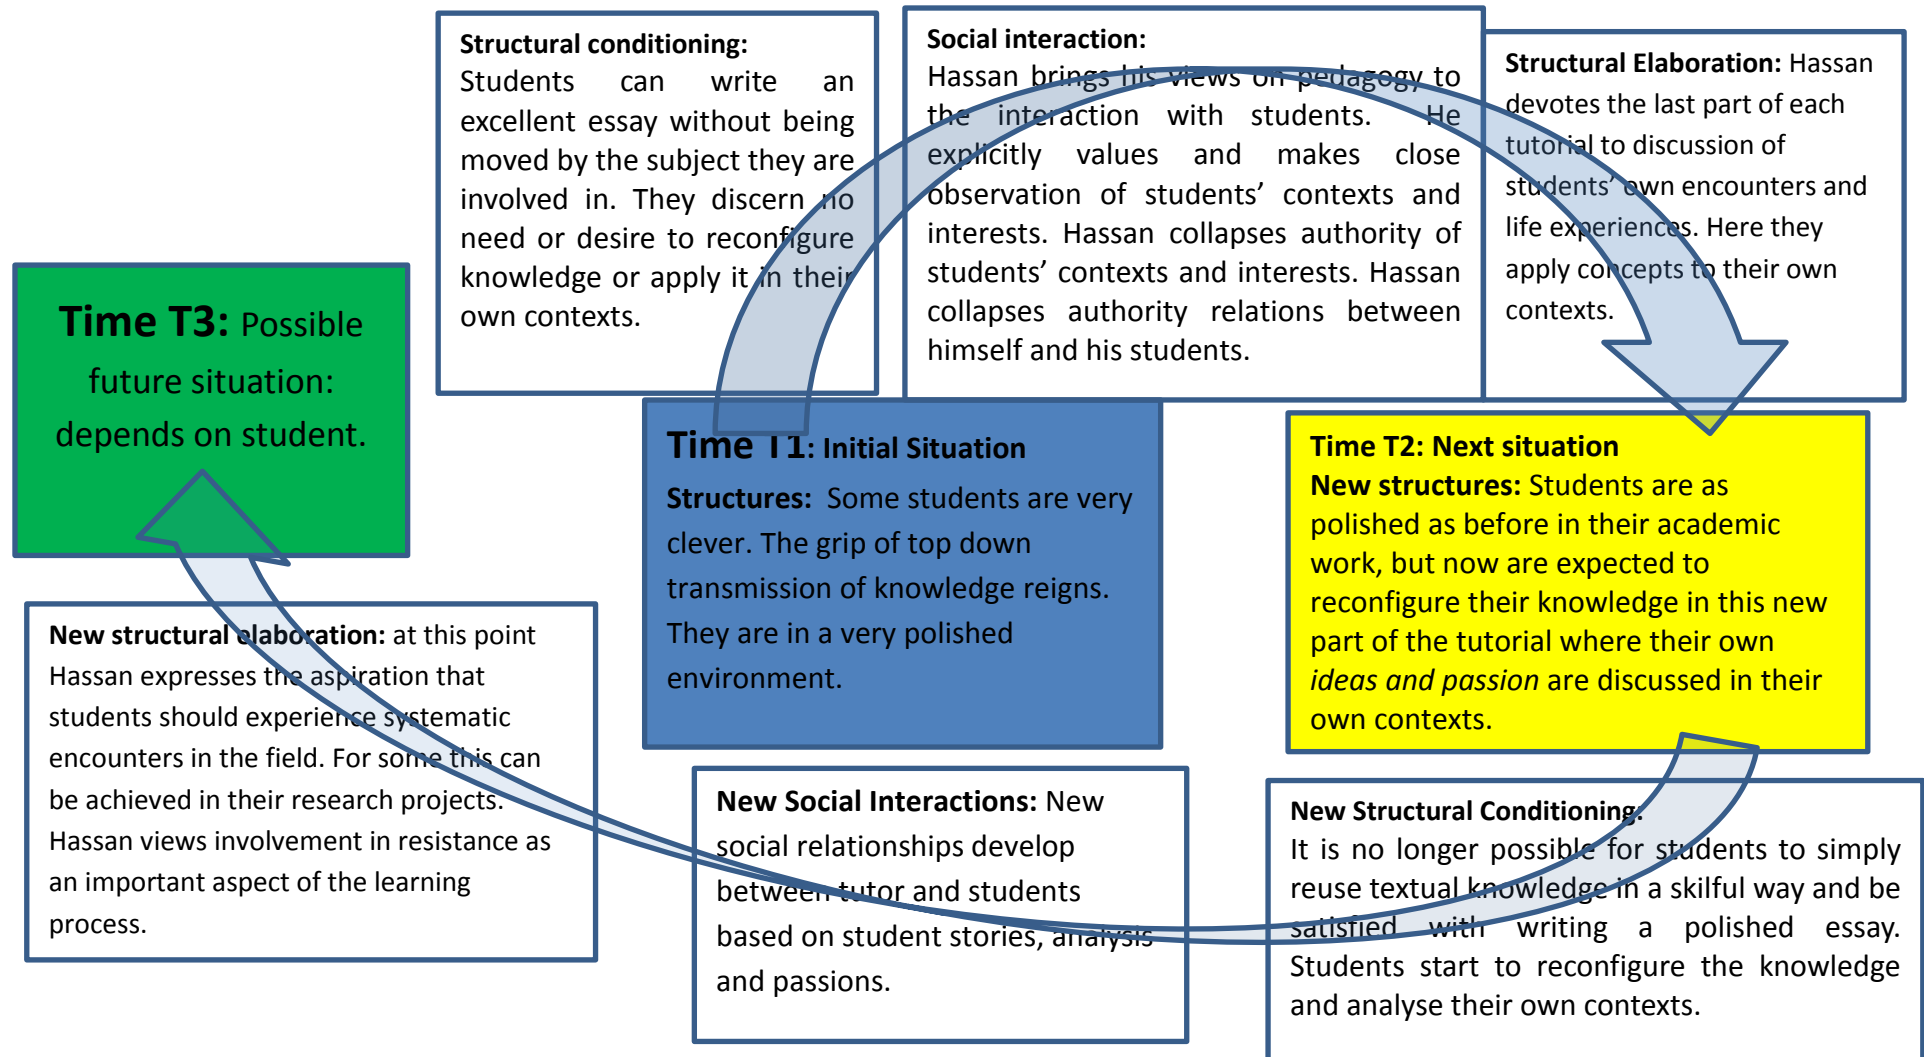 Structural conditioning:
Students can write an
excellent essay without being
moved by the subject they are
involved in. They discern no
need or desire to reconfigure
knowledge or apply it in their
own contexts.
Social interaction:
Hassan brings his views on pedagogy to
the interaction with students. He
explicitly values and makes close
observation of students’ contexts and
interests. Hassan collapses authority of
students’ contexts and interests. Hassan
collapses authority relations between
himself and his students.
Structural Elaboration: Hassan
devotes the last part of each
tutorial to discussion of
students’ own encounters and
life experiences. Here they
apply concepts to their own
contexts.
Time T3: Possible
future situation:
depends on student.
Time T1: Initial Situation
Structures: Some students are very
clever. The grip of top down
transmission of knowledge reigns.
They are in a very polished
environment.
Time T2: Next situation
New structures: Students are as
polished as before in their academic
work, but now are expected to
reconfigure their knowledge in this new
part of the tutorial where their own
ideas and passion are discussed in their
own contexts.
New structural elaboration: at this point
Hassan expresses the aspiration that
students should experience systematic
encounters in the field. For some this can
be achieved in their research projects.
Hassan views involvement in resistance as
an important aspect of the learning
process.
New Social Interactions: New
social relationships develop
between tutor and students
based on student stories, analysis
and passions.
New Structural Conditioning:
It is no longer possible for students to simply
reuse textual knowledge in a skilful way and be
satisfied with writing a polished essay.
Students start to reconfigure the knowledge
and analyse their own contexts.